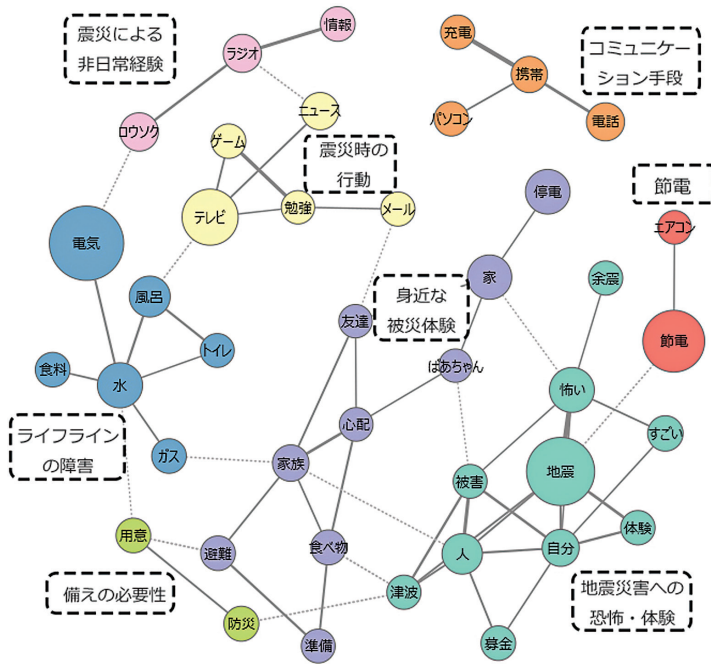 情報
充電
震災による
非日常経験
ラジオ
コミュニケー
ション手段
携帯
ニュース
パソコン
電話
コウソク
ゲーム
震災時の
行動
節電
停電
メール
勉強
テレビ
エアコン
電気
家
余震
風呂
身近な
被災体験
友達
節電
トイレ
ばあちゃん
食料
水
怖い
心配
すごい
ライフライン
の障害
ガス
家族
地震
被害
体験
用意
避難
食べ物
人
自分
備えの必要性
津波
地震災害への
恐怖・体験
防災
準備
募金